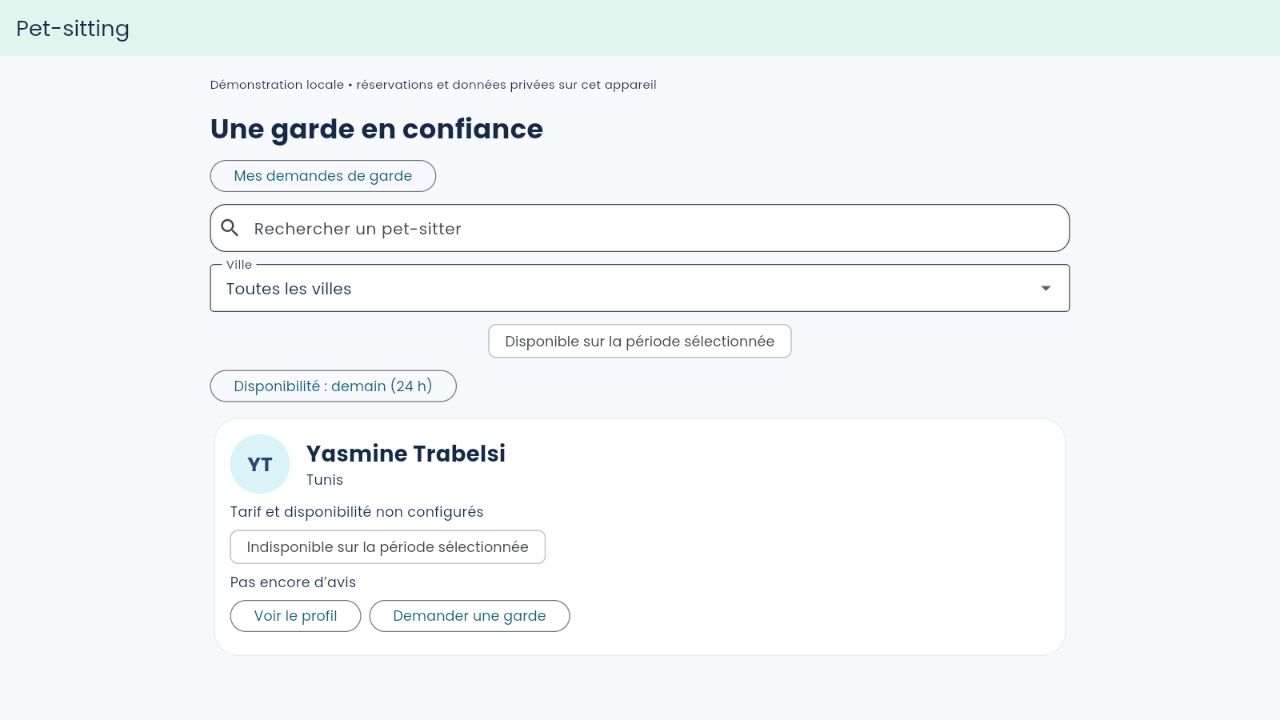 Pet-sitting
Démonstration locale • réservations et données privées sur cet appareil
Une garde en confiance
Mes demandes de garde
Rechercher un pet-sitter
Ville
Toutes les villes
Disponible sur la période sélectionnée
Disponibilité : demain (24 h)
YT
Yasmine Trabelsi
Tunis
Tarif et disponibilité non configurés
Indisponible sur la période sélectionnée
Pas encore d’avis
Voir le profil
Demander une garde